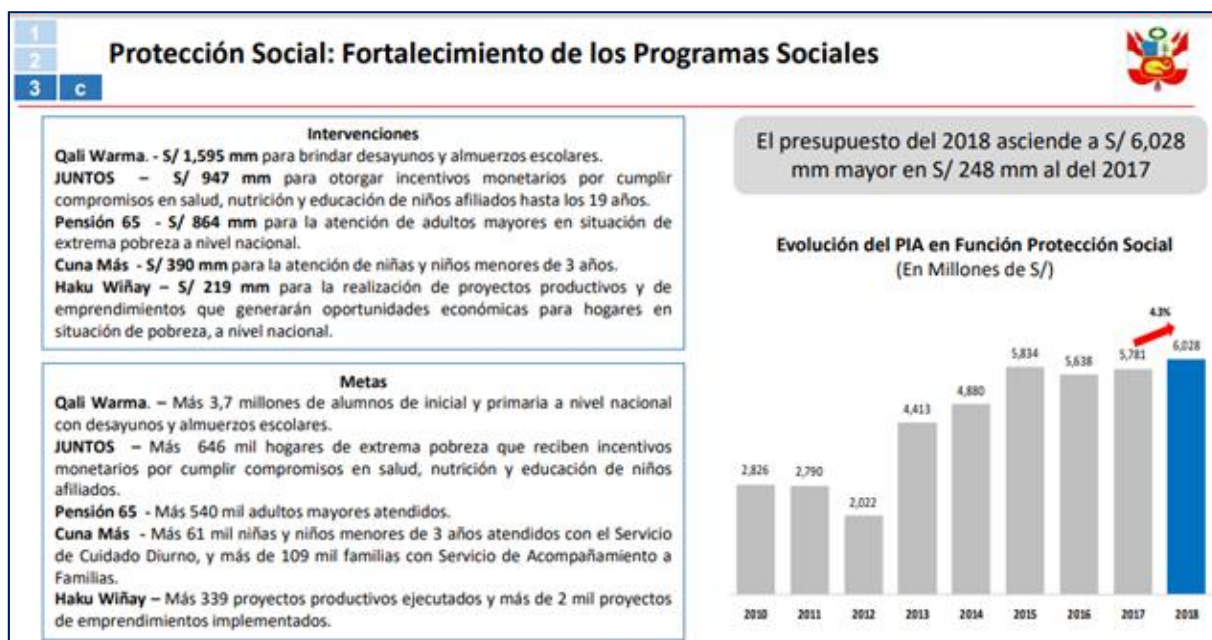 1
2
3 c
Protección Social: Fortalecimiento de los Programas Sociales
Intervenciones
Qali Warma. - S/ 1,595 mm para brindar desayunos y almuerzos escolares.
JUNTOS – S/ 947 mm para otorgar incentivos monetarios por cumplir
compromisos en salud, nutrición y educación de niños afiliados hasta los 19 años.
Pensión 65 - S/ 864 mm para la atención de adultos mayores en situación de
extrema pobreza a nivel nacional.
Cuna Más - S/ 390 mm para la atención de niñas y niños menores de 3 años.
Haku Wiñay – S/ 219 mm para la realización de proyectos productivos y de
emprendimientos que generarán oportunidades económicas para hogares en
situación de pobreza, a nivel nacional.
Metas
Qali Warma. – Más 3,7 millones de alumnos de inicial y primaria a nivel nacional
con desayunos y almuerzos escolares.
JUNTOS – Más 646 mil hogares de extrema pobreza que reciben incentivos
monetarios por cumplir compromisos en salud, nutrición y educación de niños
afiliados.
Pensión 65 - Más 540 mil adultos mayores atendidos.
Cuna Más - Más 61 mil niñas y niños menores de 3 años atendidos con el Servicio
de Cuidado Diurno, y más de 109 mil familias con Servicio de Acompañamiento a
Familias.
Haku Wiñay – Más 339 proyectos productivos ejecutados y más de 2 mil proyectos
de emprendimientos implementados.
El presupuesto del 2018 asciende a S/ 6,028
mm mayor en S/ 248 mm al del 2017
Evolución del PIA en Función Protección Social
(En Millones de S/)
4.3%
2,826 2,790 2,022 4,413 4,880 5,834 5,638 5,781 6,028
2010 2011 2012 2013 2014 2015 2016 2017 2018